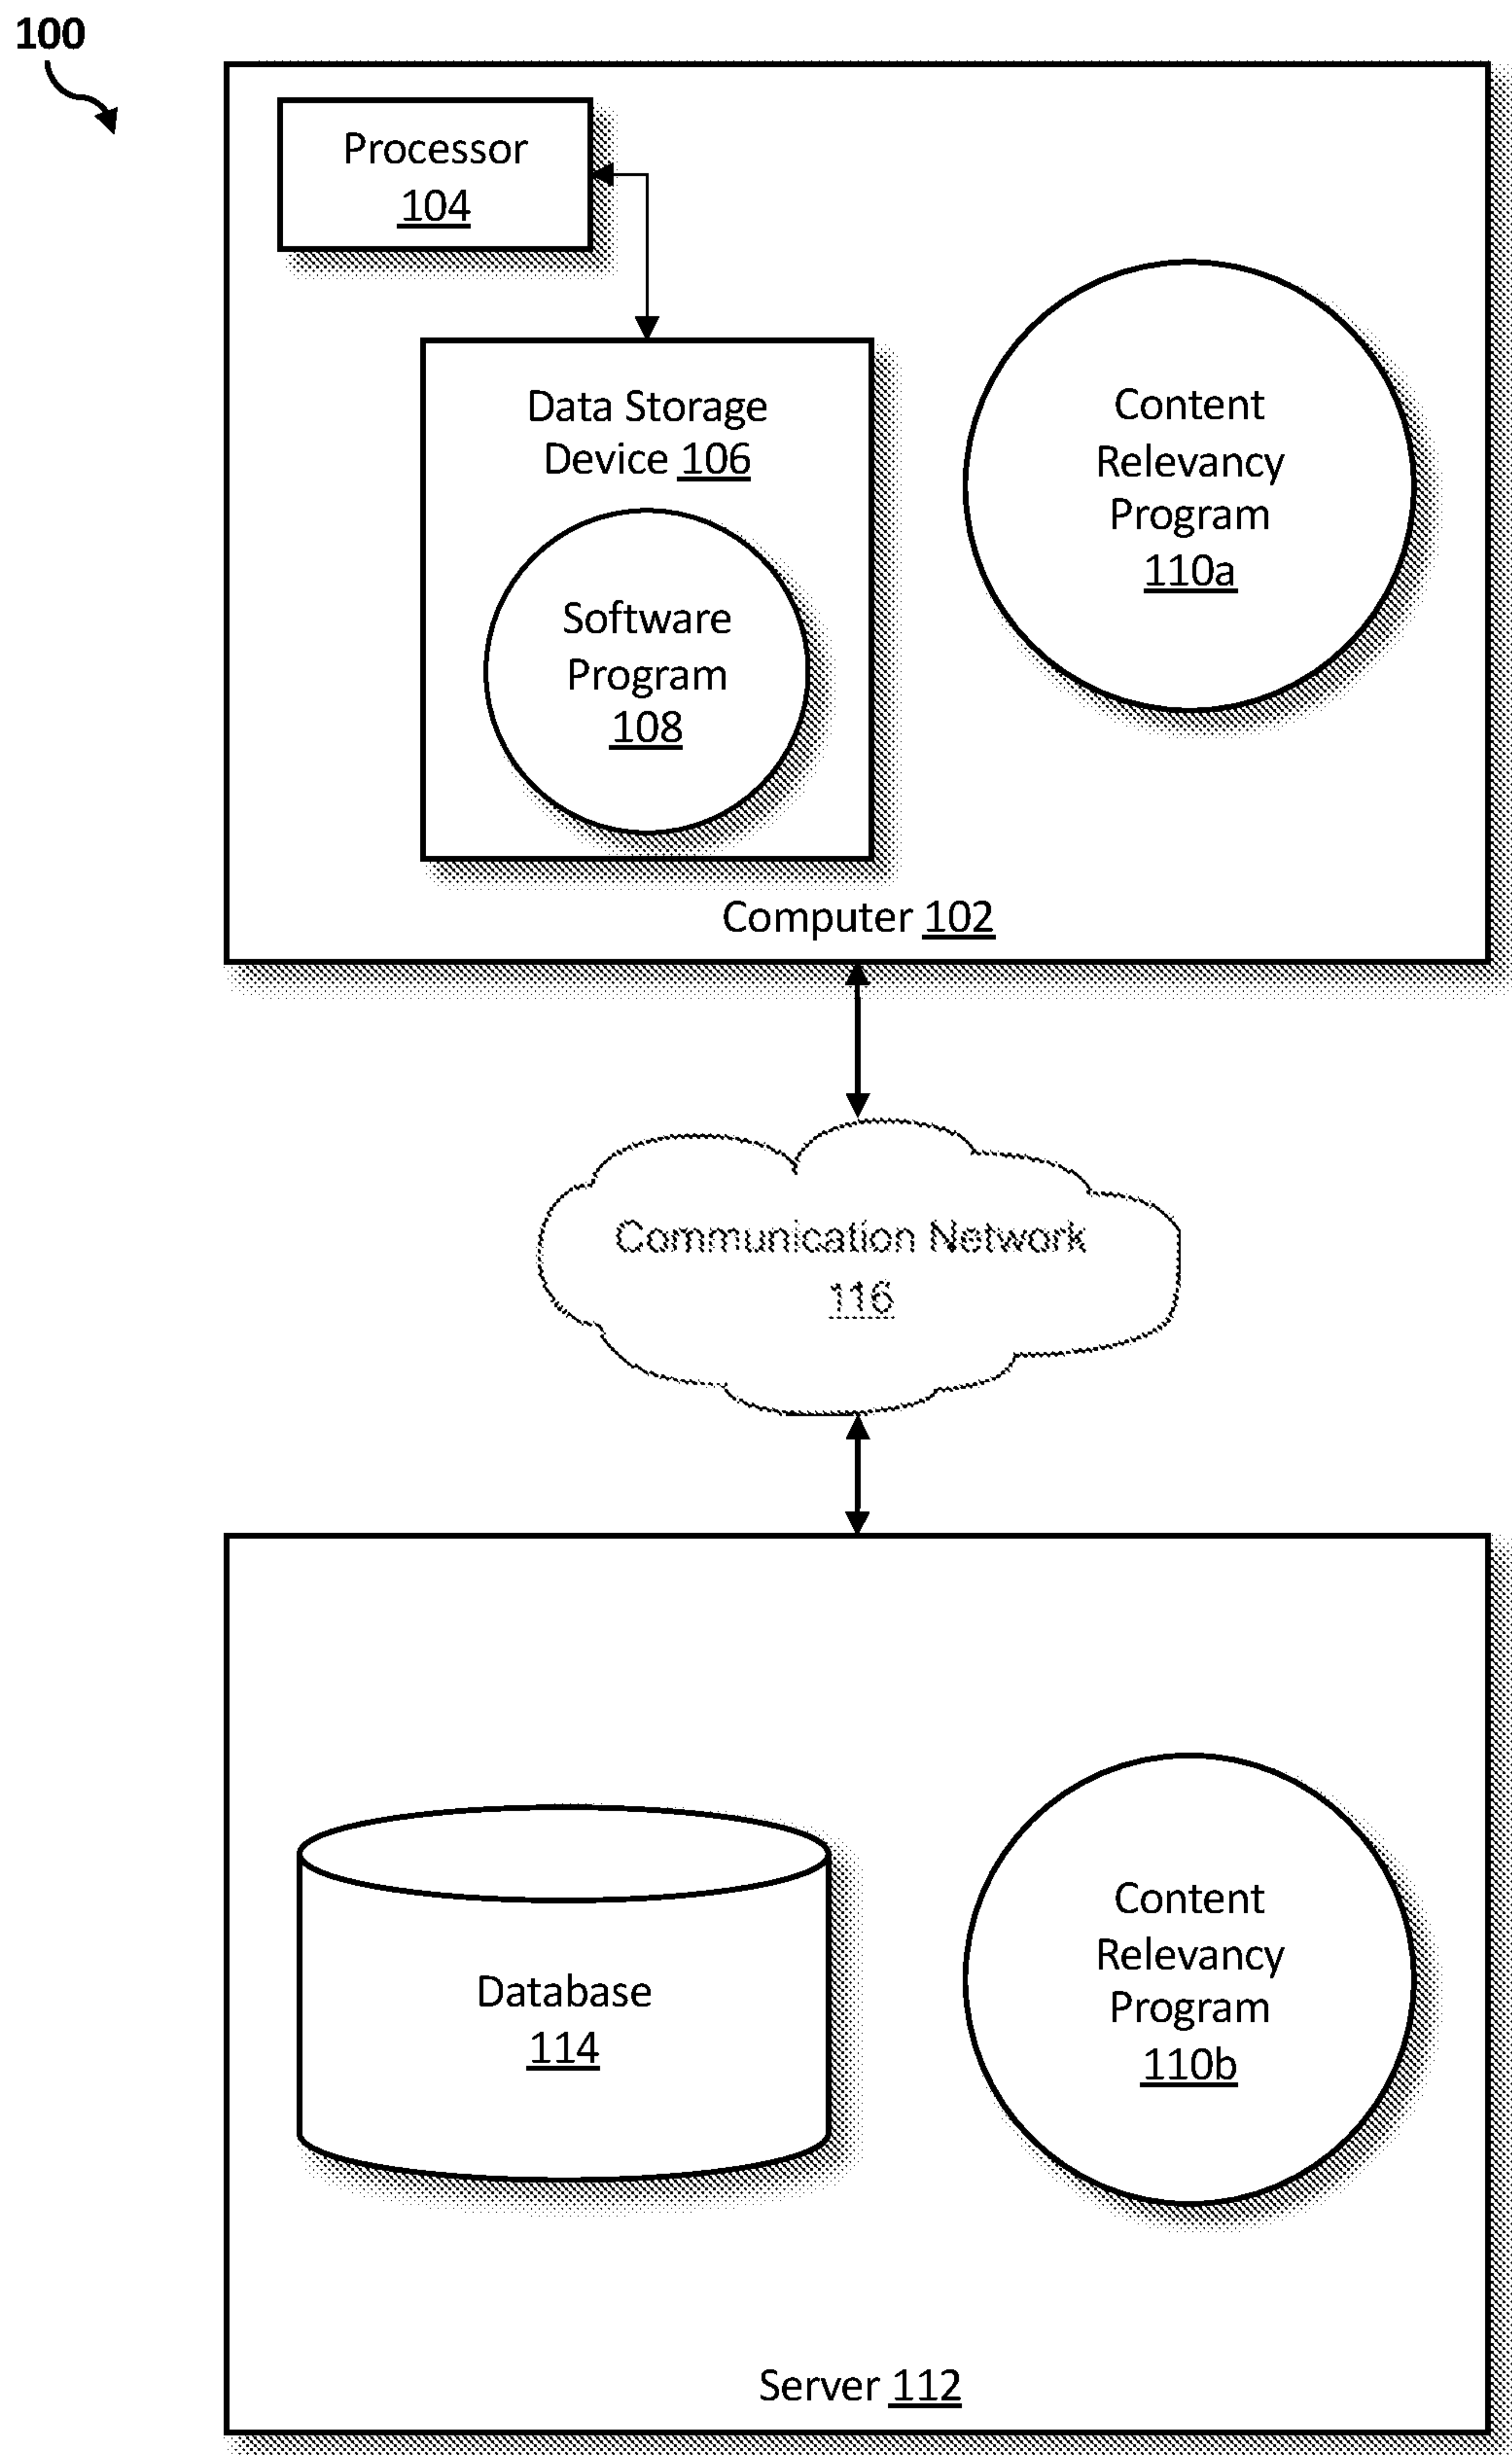 100
Processor
104
Data Storage
Device 106
Software
Program
108
Content
Relevancy
Program
110a
Computer 102
Communication Network
116
Database
114
Content
Relevancy
Program
110b
Server 112